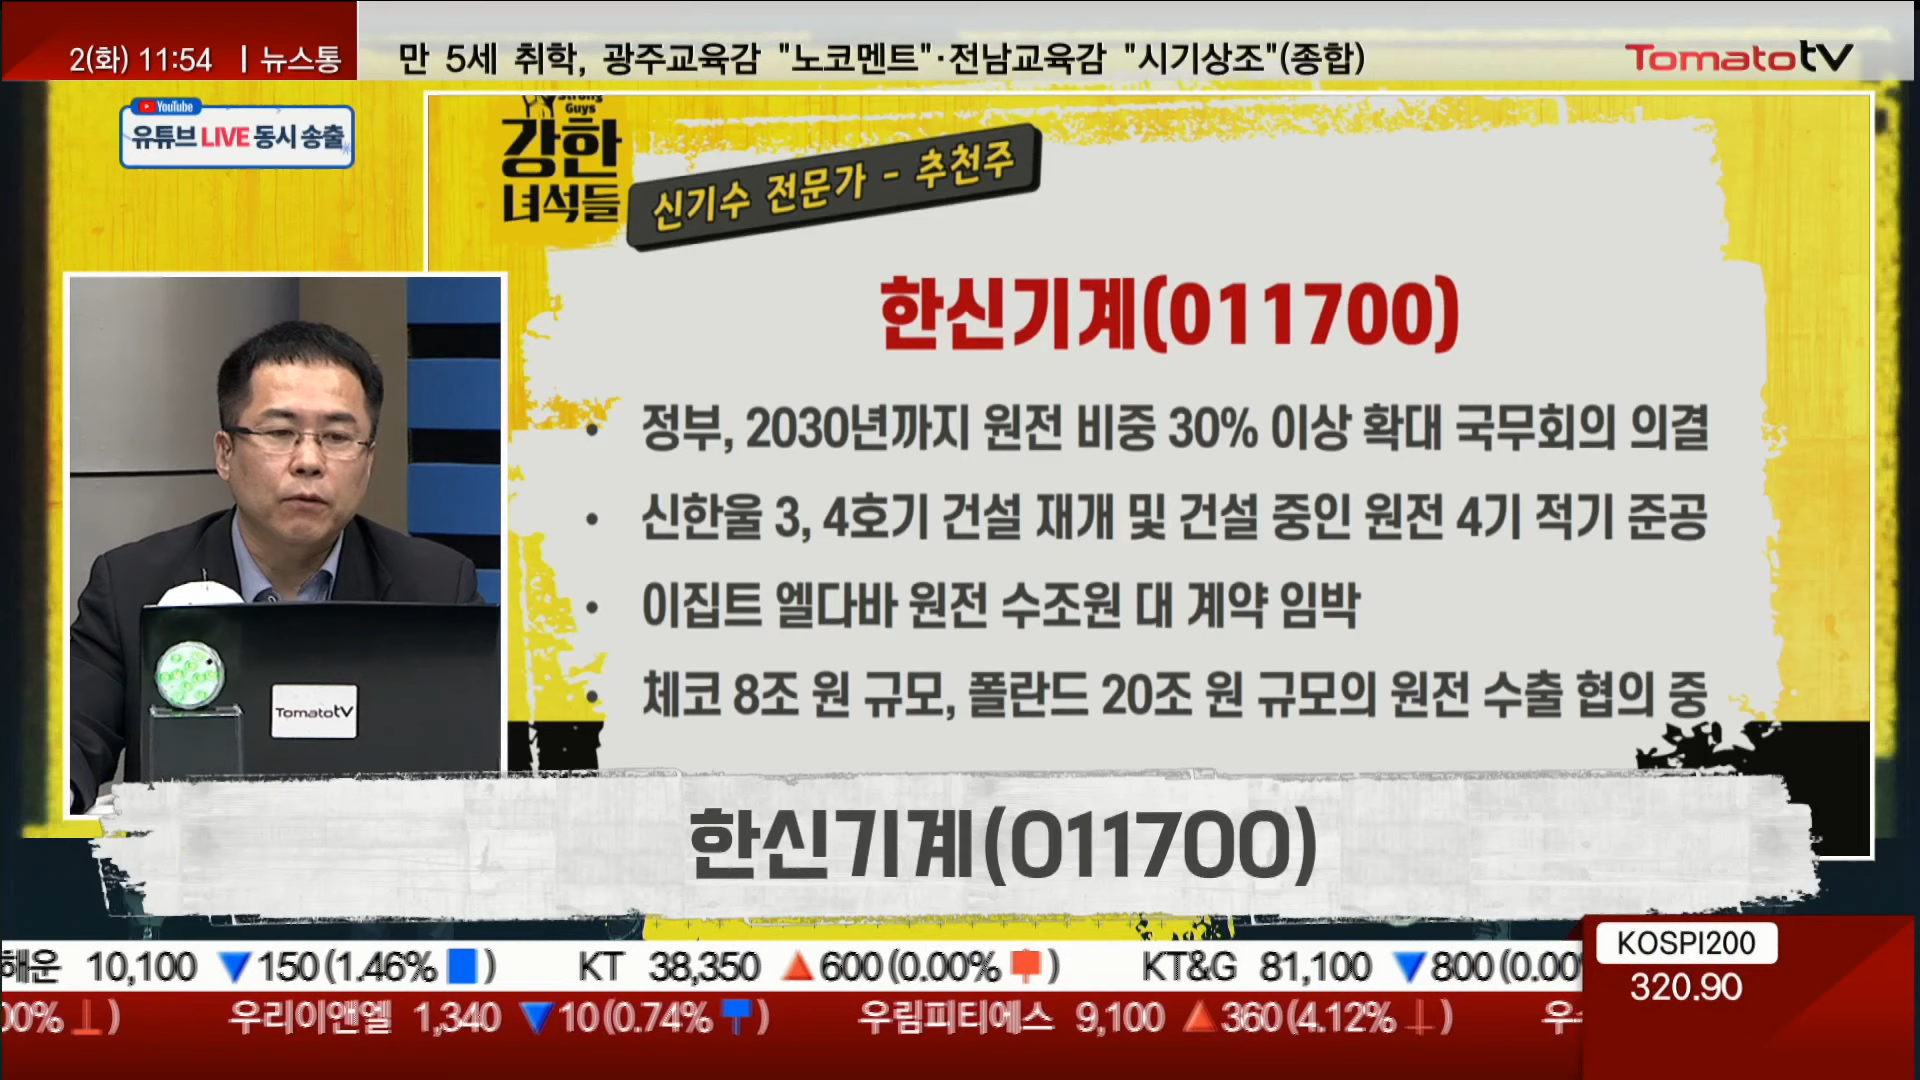 2(화) 11:54 | 뉴스통
만 5세 취학, 광주교육감 "노코멘트"·전남교육감 "시기상조"(종합)
Tomatotv
YouTube
유튜브 LIVE 동시 송출
Strong
Guys
강한
녀석들
신기수 전문가 - 추천주
한신기계(011700)
• 정부, 2030년까지 원전 비중 30% 이상 확대 국무회의 의결
• 신한울 3, 4호기 건설 재개 및 건설 중인 원전 4기 적기 준공
• 이집트 엘다바 원전 수조원 대 계약 임박
• 체코 8조 원 규모, 폴란드 20조 원 규모의 원전 수출 협의 중
Tomatotv
한신기계(011700)
해운 10,100 ▼150(1.46% ) KT 38,350 ▲600(0.00% ) KT&G 81,100 ▼800(0.00%
KOSPI200
320.90
00% ) 우리이앤엘 1,340 ▼10(0.74% ) 우림피티에스 9,100 ▲360(4.12% )